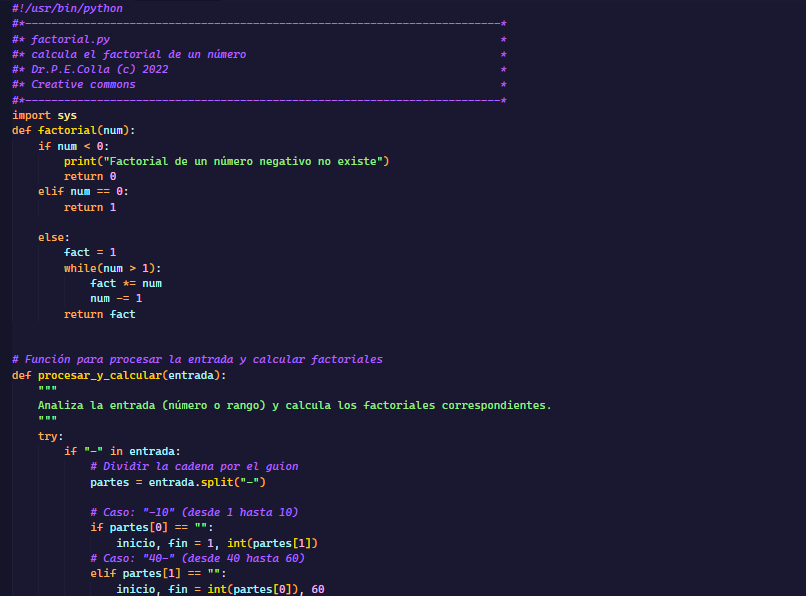 #!/usr/bin/python
#*-------------------------------------------------------------------------*
#* factorial.py                                                            *
#* calcula el factorial de un número                                       *
#* Dr.P.E.Colla (c) 2022                                                   *
#* Creative commons                                                        *
#*-------------------------------------------------------------------------*
import sys
def factorial(num):
    if num < 0:
        print("Factorial de un número negativo no existe")
        return 0
    elif num == 0:
        return 1

    else:
        fact = 1
        while(num > 1):
            fact *= num
            num -= 1
        return fact


# Función para procesar la entrada y calcular factoriales
def procesar_y_calcular(entrada):
    """
    Analiza la entrada (número o rango) y calcula los factoriales correspondientes.
    """
    try:
        if "-" in entrada:
            # Dividir la cadena por el guion
            partes = entrada.split("-")

            # Caso: "-10" (desde 1 hasta 10)
            if partes[0] == "":
                inicio, fin = 1, int(partes[1])
            # Caso: "40-" (desde 40 hasta 60)
            elif partes[1] == "":
                inicio, fin = int(partes[0]), 60